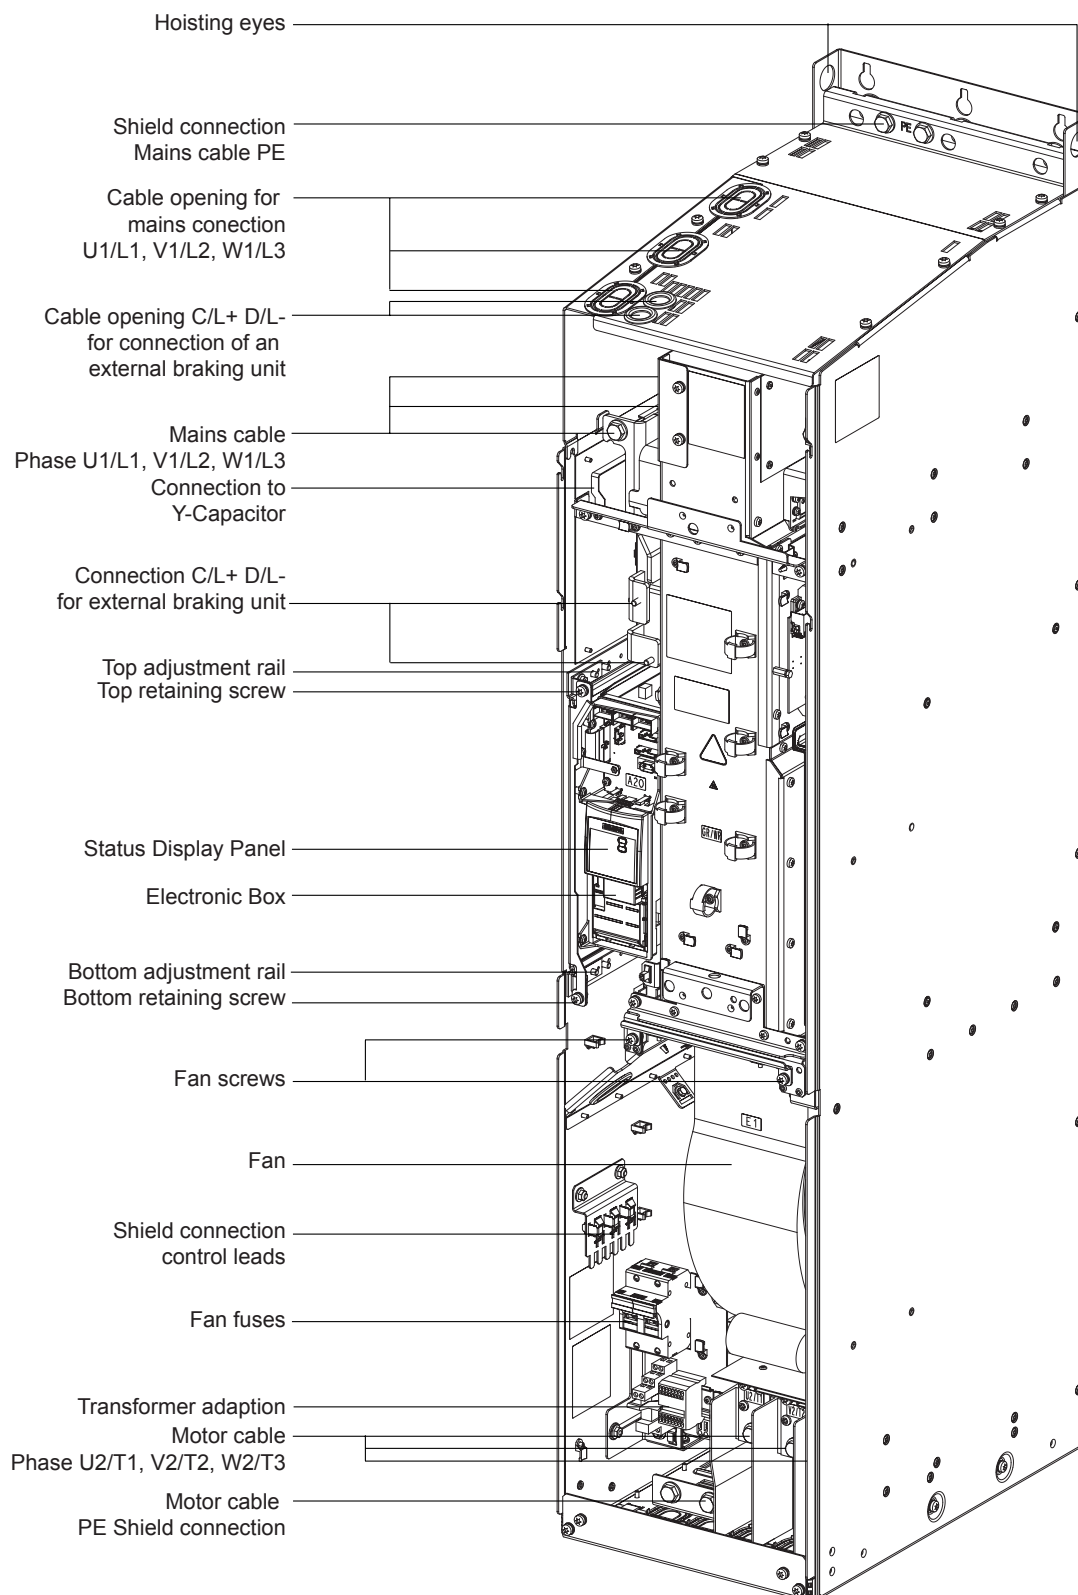 Hoisting eyes
Shield connection
Mains cable PE
PE
Cable opening for
mains conection
U1/L1, V1/L2, W1/L3
Cable opening C/L+ D/L-
for connection of an
external braking unit
Mains cable
Phase U1/L1, V1/L2, W1/L3
Connection to
Y-Capacitor
Connection C/L+ D/L-
for external braking unit
Top adjustment rail
Top retaining screw
A20
Status Display Panel
Electronic Box
Bottom adjustment rail
Bottom retaining screw
Fan screws
E1
Fan
Shield connection
control leads
Fan fuses
Transformer adaption
Motor cable
Phase U2/T1, V2/T2, W2/T3
Motor cable
PE Shield connection